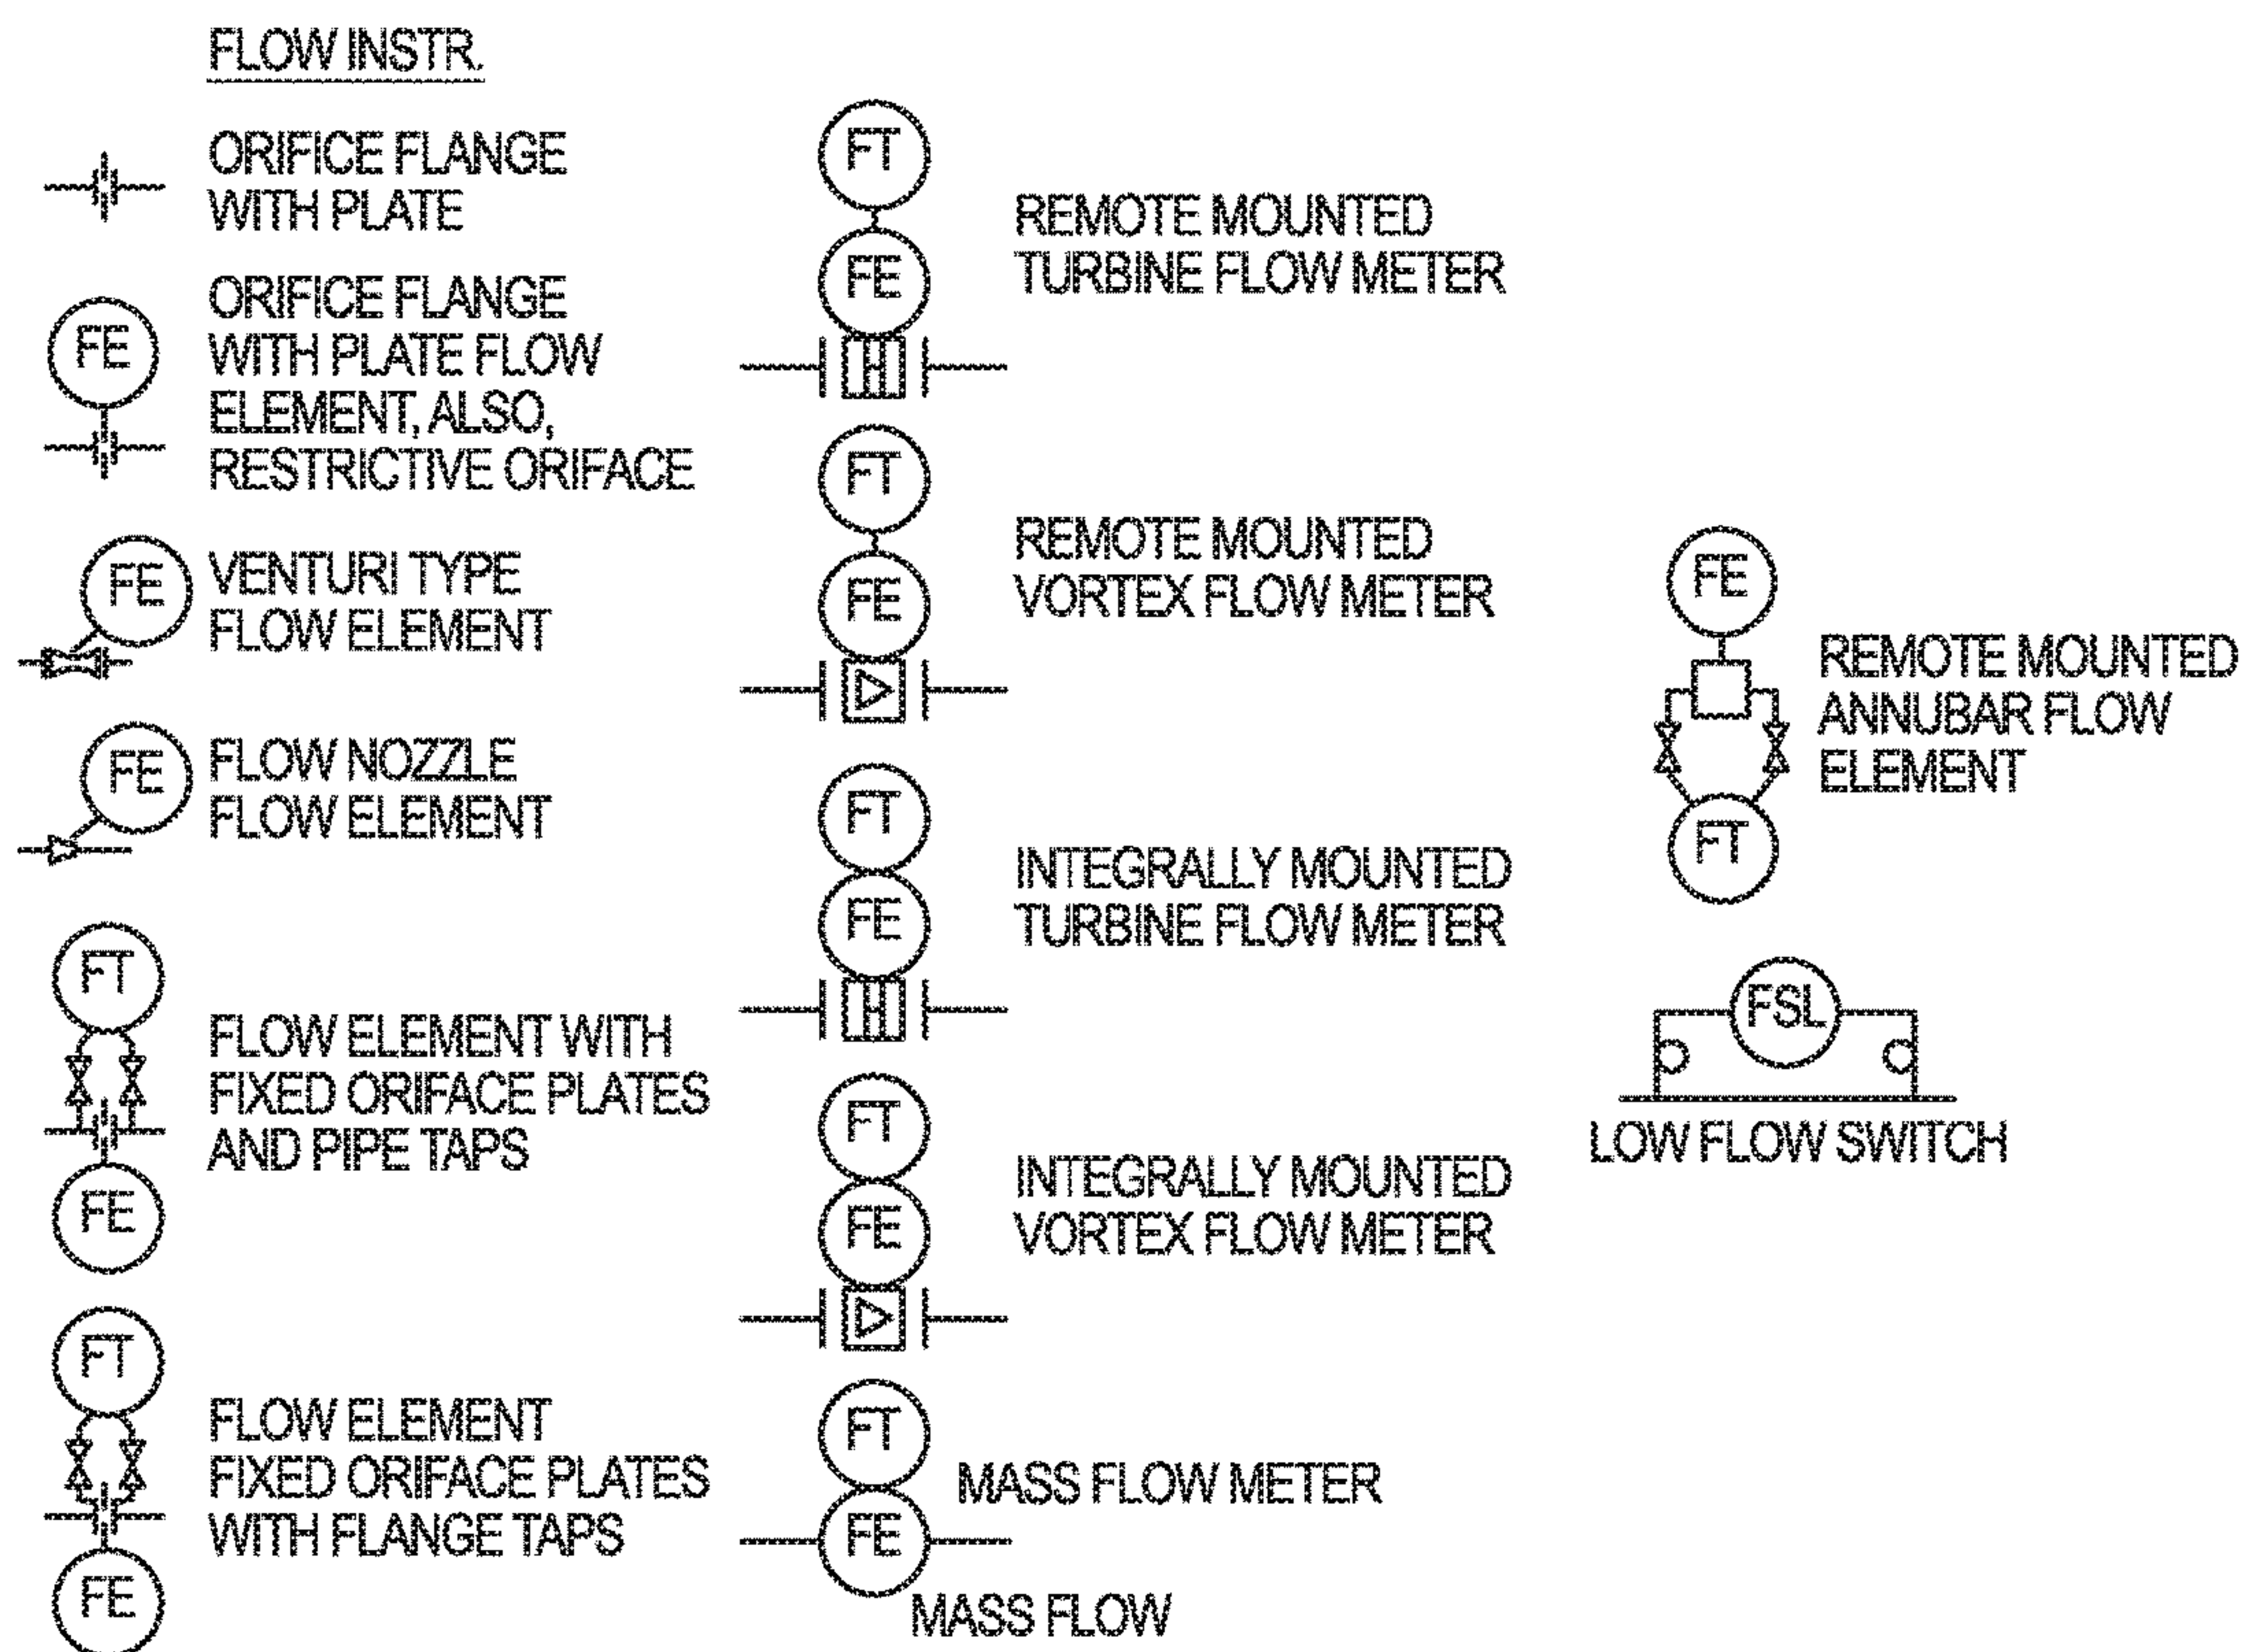 FLOW INSTR.
ORIFICE FLANGE
WITH PLATE
FE
ORIFICE FLANGE
WITH PLATE FLOW
ELEMENT, ALSO,
RESTRICTIVE ORIFACE
FE
VENTURI TYPE
FLOW ELEMENT
FE
FLOW NOZZLE
FLOW ELEMENT
FT
FLOW ELEMENT WITH
FIXED ORIFACE PLATES
AND PIPE TAPS
FE
FT
FLOW ELEMENT
FIXED ORIFACE PLATES
WITH FLANGE TAPS
FE
FT
FE
REMOTE MOUNTED
TURBINE FLOW METER
FT
FE
REMOTE MOUNTED
VORTEX FLOW METER
FT
FE
INTEGRALLY MOUNTED
TURBINE FLOW METER
FT
FE
INTEGRALLY MOUNTED
VORTEX FLOW METER
FT
MASS FLOW METER
FE
MASS FLOW
FE
REMOTE MOUNTED
ANNUBAR FLOW
ELEMENT
FT
FSL
LOW FLOW SWITCH